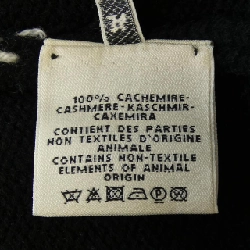 100% CACHEMIRE-
CASHMERE-KASCHMIR-
CAXEMIRA
CONTIENT DES PARTIES
NON TEXTILES D'ORIGINE
ANIMALE
CONTAINS NON-TEXTILE
ELEMENTS OF ANIMAL
ORIGIN